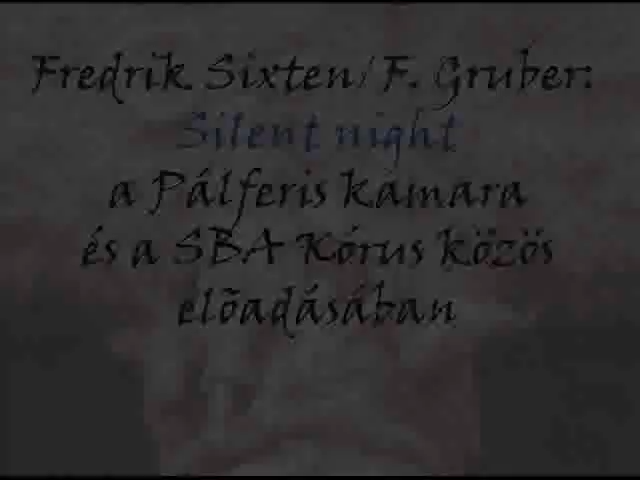 Fredrik Sixten/F. Gruber:
Silent night
a Pálferis kamara
és a SBA Kórus közös
elõadásában